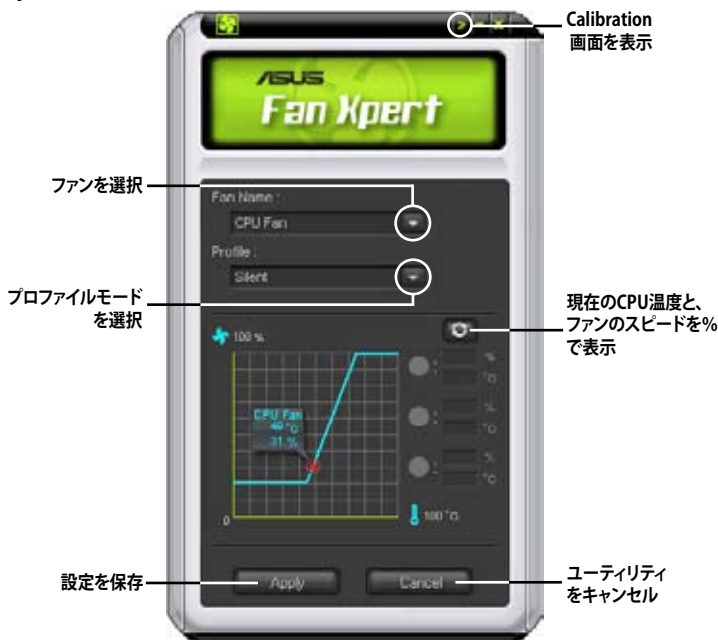 Calibration
画面を表示
ASUS
Fan Xpert
ファンを選択
Fan Name :
CPU Fan
Profile :
Silent
プロファイルモード
を選択
現在のCPU温度と、
ファンのスピードを%
で表示
100 %
%
°C
CPU Fan
°C
31 %
%
°C
%
°C
0
100 °C
設定を保存
Apply
Cancel
ユーティリティ
をキャンセル